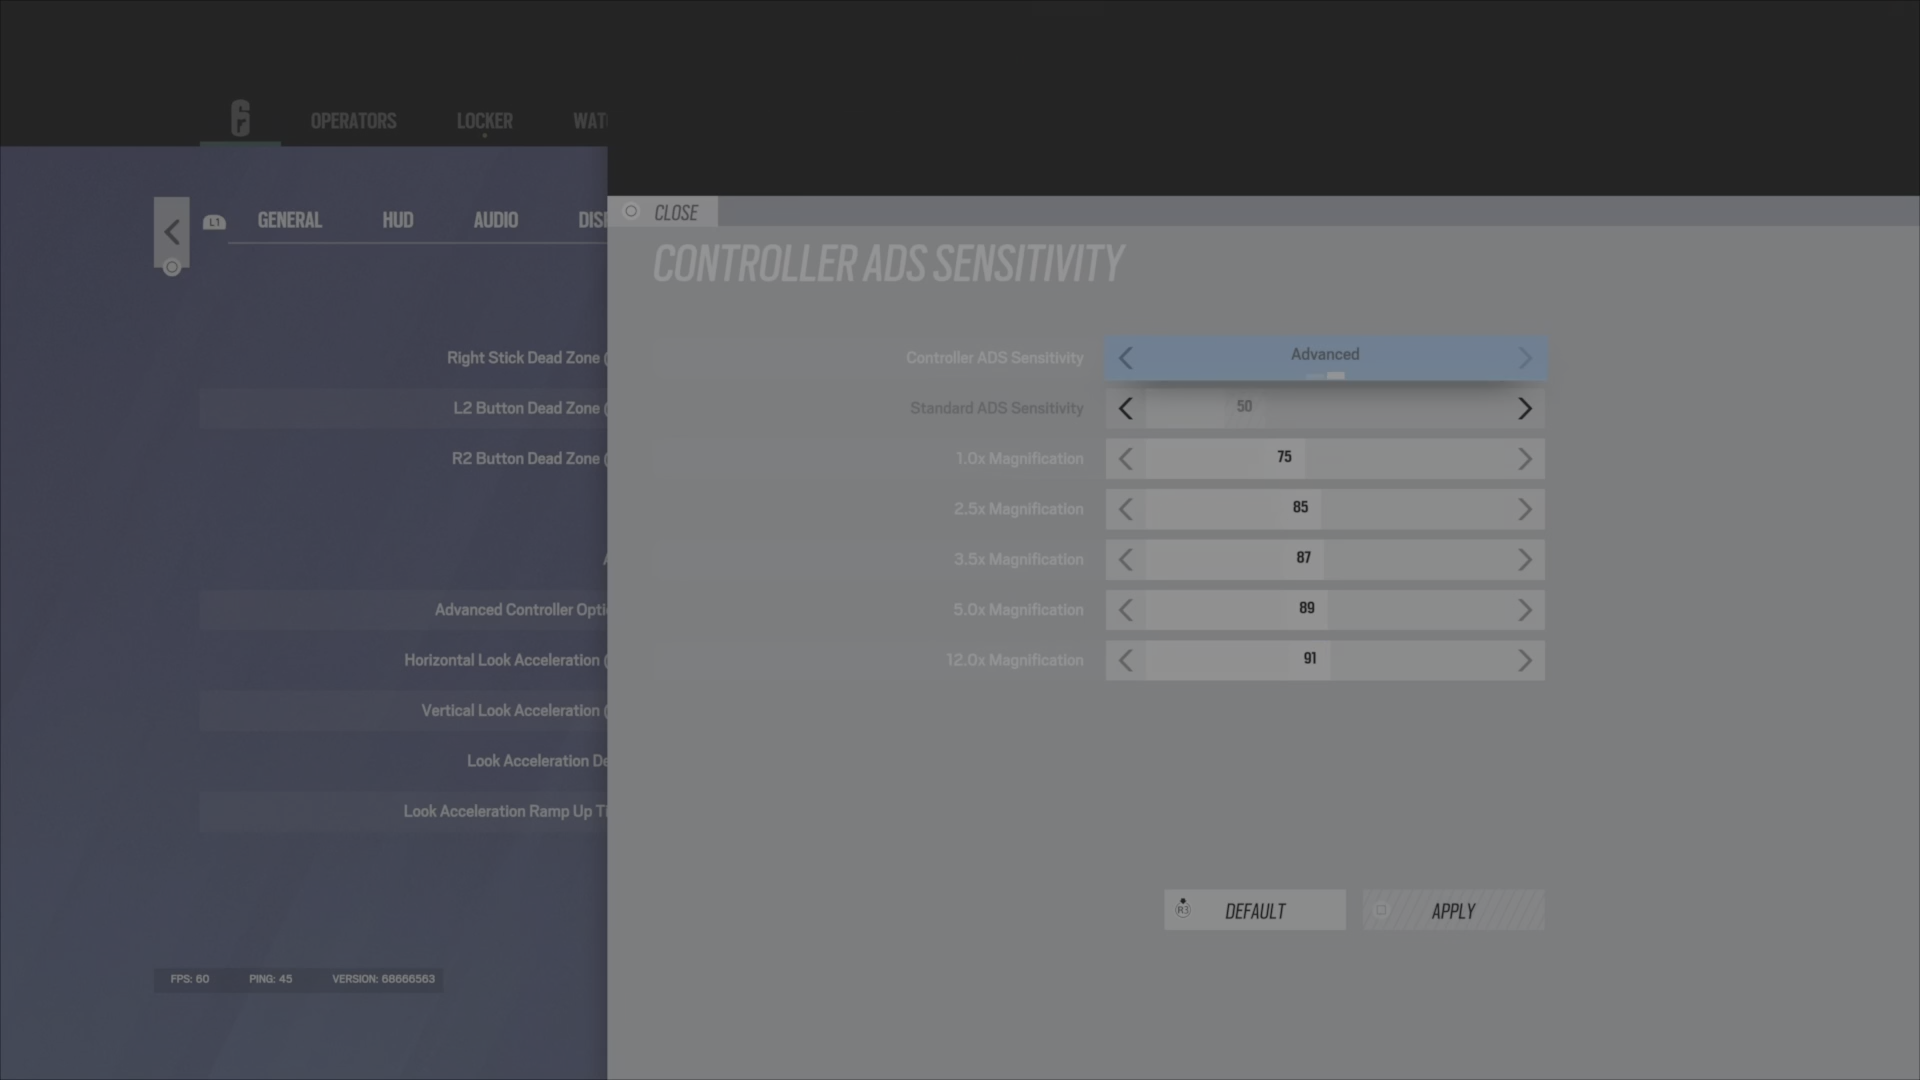 OPERATORS LOCKER
L1 GENERAL HUD AUDIO
CLOSE
CONTROLLER ADS SENSITIVITY
Right Stick Dead Zone (
L2 Button Dead Zone (
R2 Button Dead Zone (
Advanced Controller Opti
Horizontal Look Acceleration (
Vertical Look Acceleration (
Look Acceleration De
Look Acceleration Ramp Up Ti
Controller ADS Sensitivity Advanced
Standard ADS Sensitivity 50
1.0x Magnification 75
2.5x Magnification 85
3.5x Magnification 87
5.0x Magnification 89
12.0x Magnification 91
R3 DEFAULT APPLY
FPS: 60 PING: 45 VERSION: 68666563